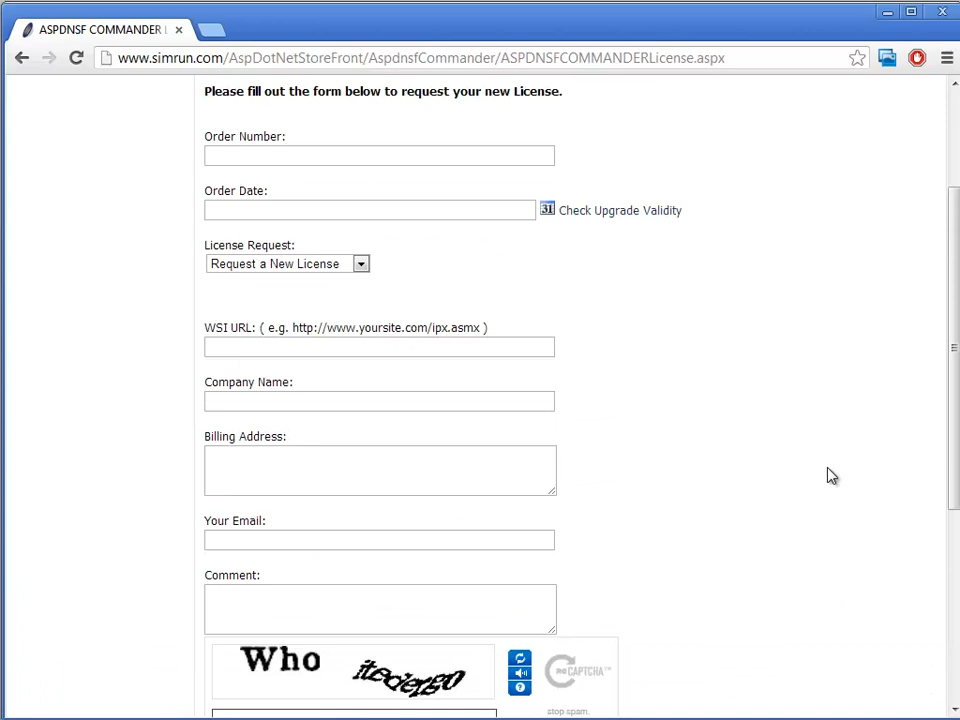 ASPDNSF COMMANDER L
www.simrun.com/AspDotNetStoreFront/AspdnsfCommander/ASPDNSFCOMMANDERLicense.aspx
Please fill out the form below to request your new License.
Order Number:
Order Date:
31 Check Upgrade Validity
License Request:
Request a New License
WSI URL: ( e.g. http://www.yoursite.com/ipx.asmx )
Company Name:
Billing Address:
Your Email:
Comment:
Who
reCAPTCHA™
stop spam.